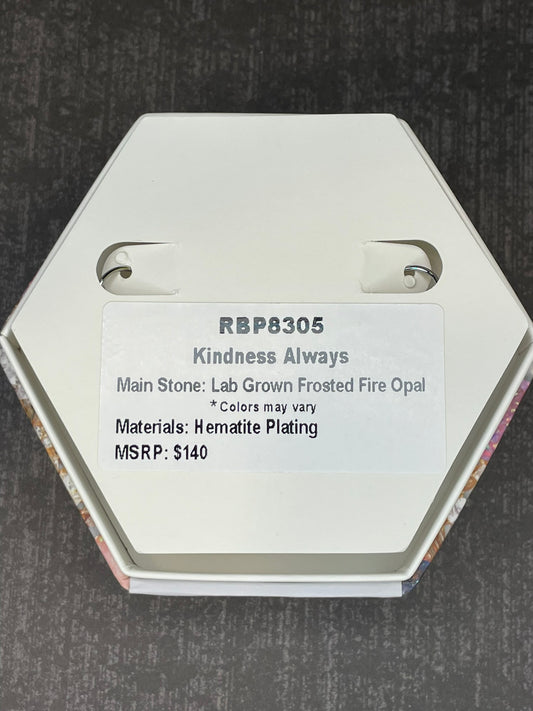 RBP8305
Kindness Always
Main Stone: Lab Grown Frosted Fire Opal
*Colors may vary
Materials: Hematite Plating
MSRP: $140